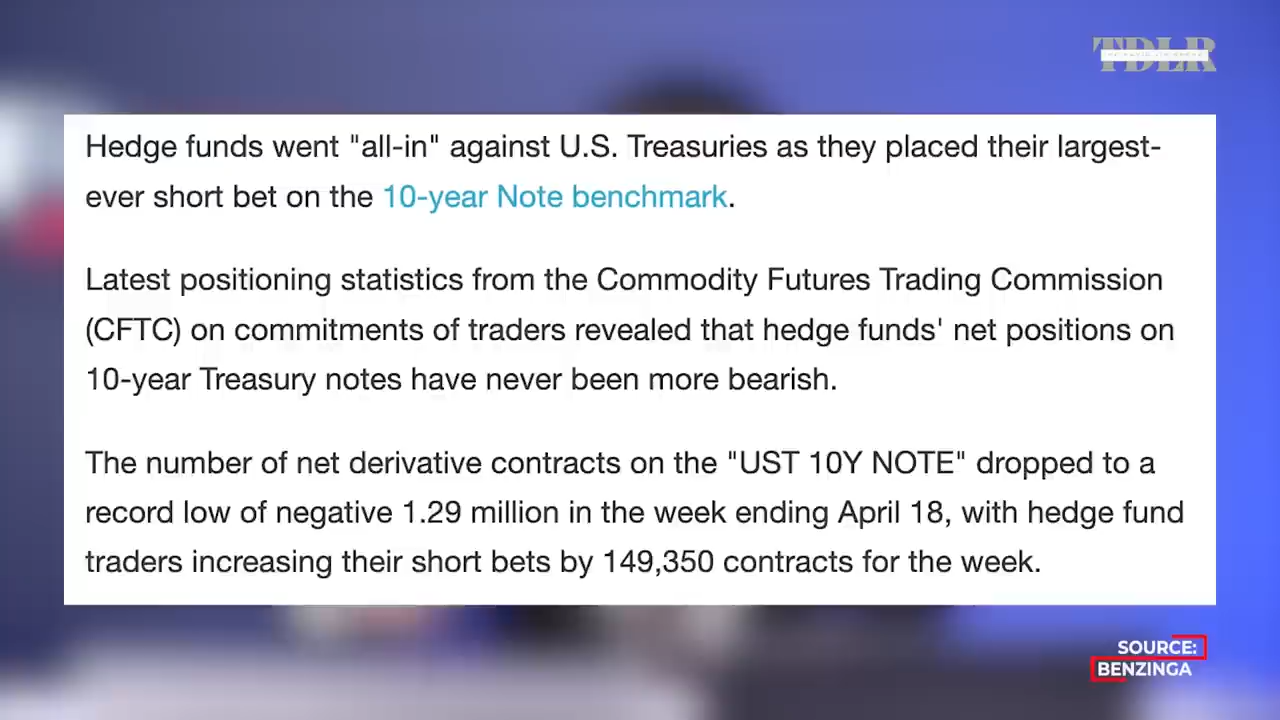 TDLR
Hedge funds went "all-in" against U.S. Treasuries as they placed their largest-
ever short bet on the 10-year Note benchmark.
Latest positioning statistics from the Commodity Futures Trading Commission
(CFTC) on commitments of traders revealed that hedge funds' net positions on
10-year Treasury notes have never been more bearish.
The number of net derivative contracts on the "UST 10Y NOTE" dropped to a
record low of negative 1.29 million in the week ending April 18, with hedge fund
traders increasing their short bets by 149,350 contracts for the week.
SOURCE:
BENZINGA